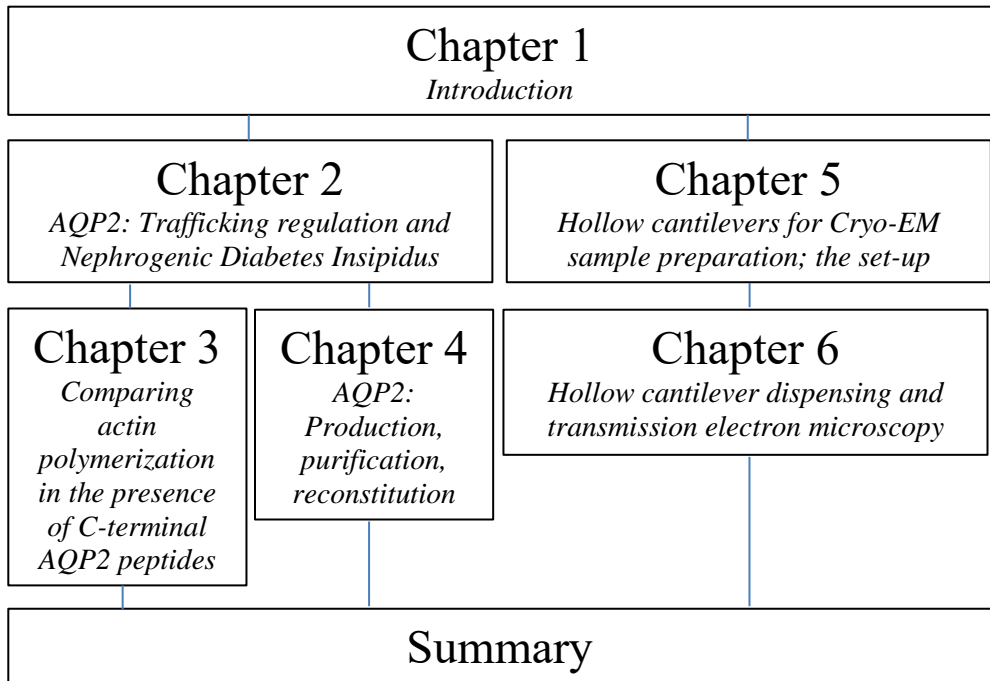 Chapter 1
Introduction
Chapter 2
AQP2: Trafficking regulation and
Nephrogenic Diabetes Insipidus
Chapter 5
Hollow cantilevers for Cryo-EM
sample preparation; the set-up
Chapter 3
Comparing
actin
polymerization
in the presence
of C-terminal
AQP2 peptides
Chapter 4
AQP2:
Production,
purification,
reconstitution
Chapter 6
Hollow cantilever dispensing and
transmission electron microscopy
Summary